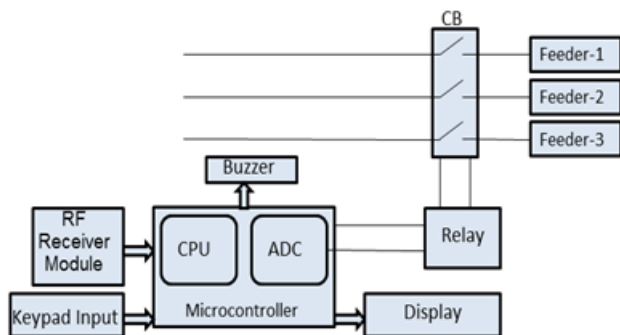 CB
Feeder-1
Feeder-2
Feeder-3
Buzzer
RF
Receiver
Module
CPU
ADC
Relay
Keypad Input
Microcontroller
Display